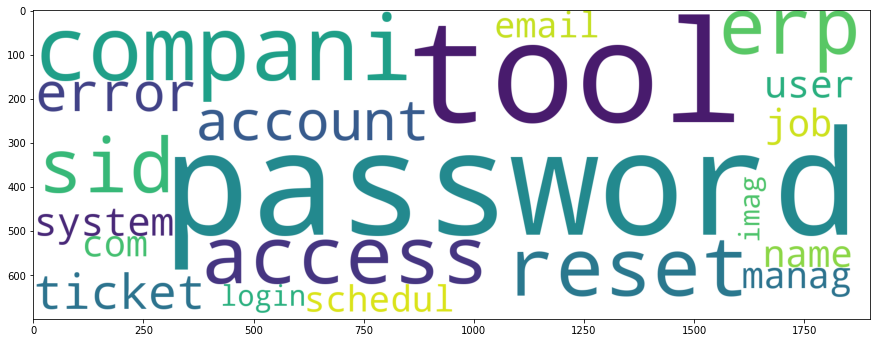 0
100
200
300
400
500
600
compani
tool
email
erp
error
account
user
job
sid
password
system
com
access
reset
imag
name
manag
ticket
login
schedul
0
250
500
750
1000
1250
1500
1750